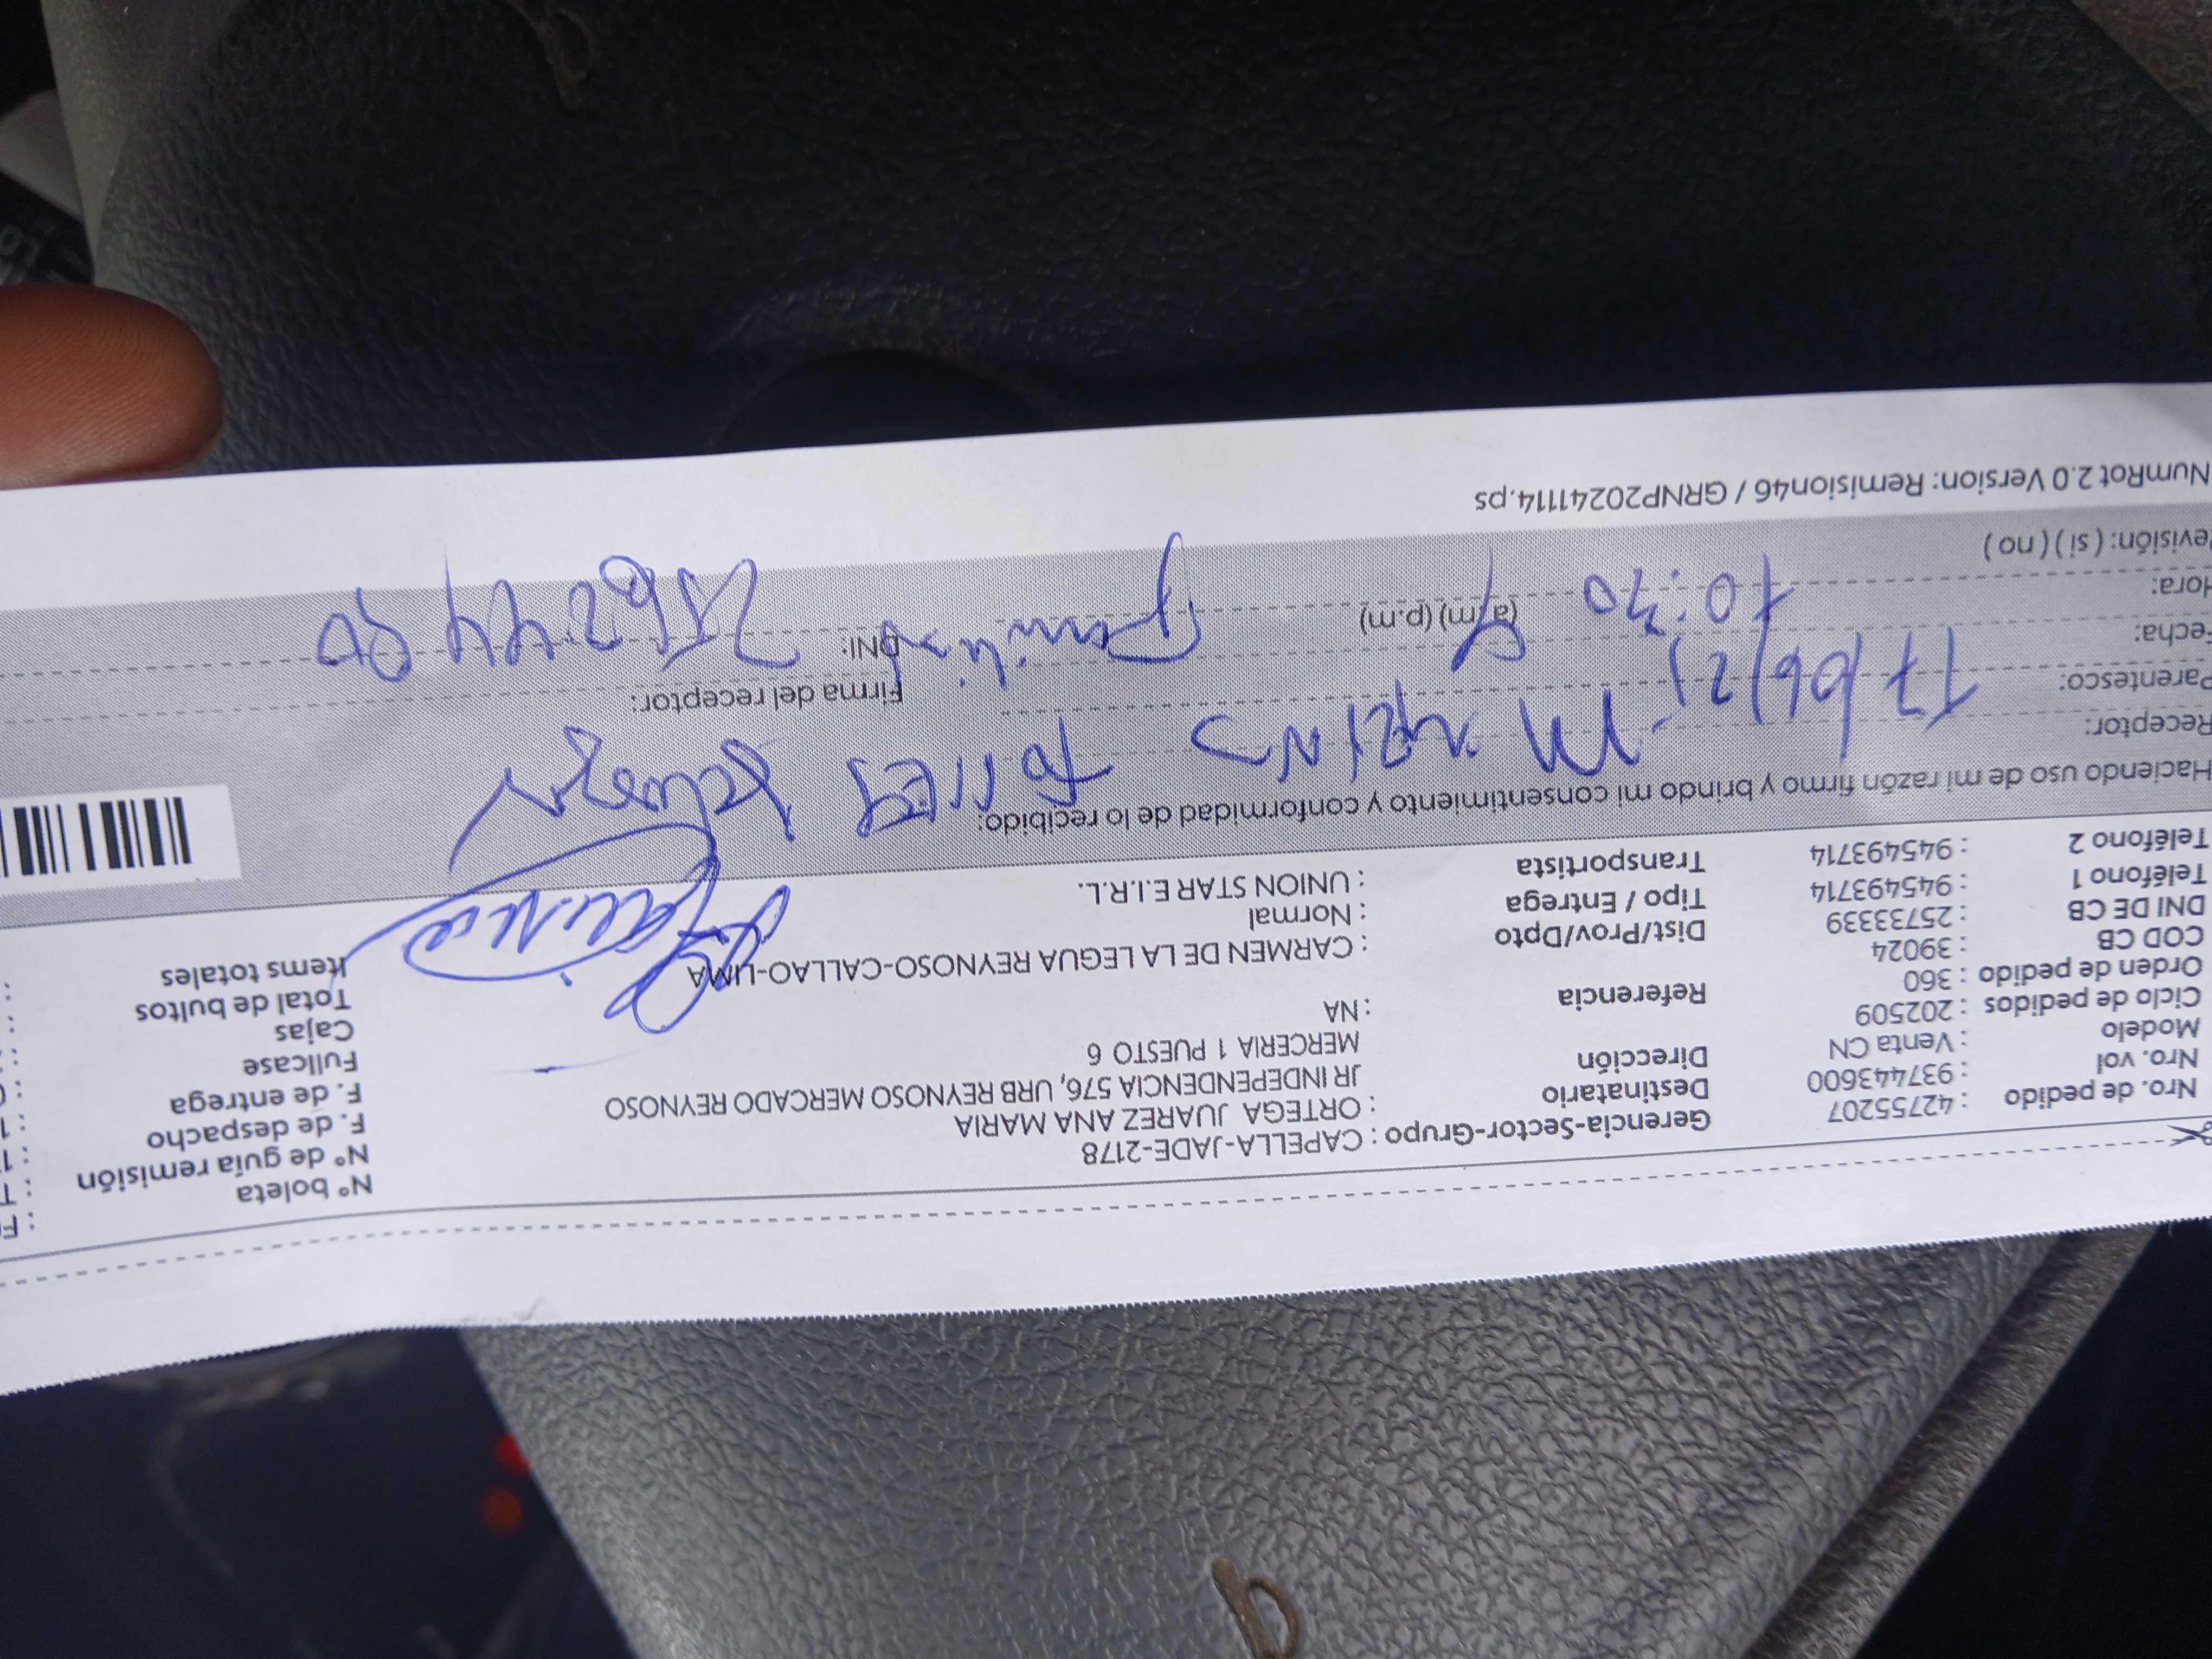 Nro. de pedido : 42755207
Nro. vol : 937443600
Modelo : Venta CN
Ciclo de pedidos : 202509
Orden de pedido : 360
COD CB : 39024
DNI DE CB : 25733339
Teléfono 1 : 945493714
Teléfono 2 : 945493714
Gerencia-Sector-Grupo : CAPELLA-JADE-2178
Destinatario : ORTEGA JUAREZ ANA MARIA
Dirección JR INDEPENDENCIA 576, URB REYNOSO MERCADO REYNOSO
MERCERIA 1 PUESTO 6
Referencia : NA
Dist/Prov/Dpto : CARMEN DE LA LEGUA REYNOSO-CALLAO-LIMA
Tipo / Entrega : Normal
Transportista : UNION STAR E.I.R.L.
N° boleta :
N° guía remisión :
F. de despacho :
F. de entrega :
Fullcase :
Cajas :
Total de bultos :
Items totales :
Haciendo uso de mi razón firmo y brindo mi consentimiento y conformidad de lo recibido:
Receptor:
Torres
Parentesco:
Firma del receptor:
Fecha:
Hora: 10:30 (a.m) (p.m)
DNI:
(si) (no)
NumRot 2.0 Version: Remision46 / GRNP20241114.ps